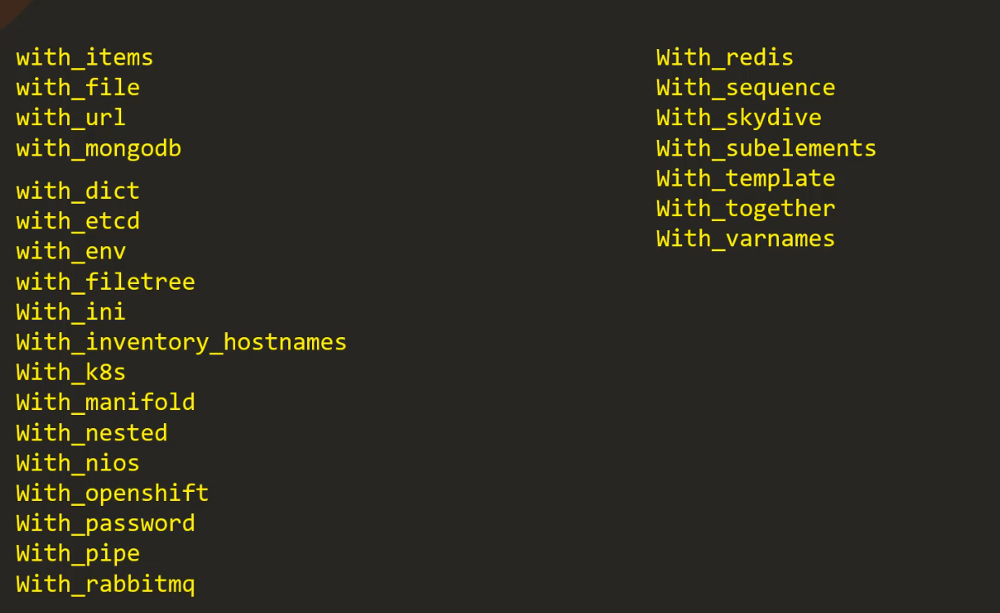 with_items
with_file
with_url
with_mongodb
with_dict
with_etcd
with_env
with_filetree
With_ini
With_inventory_hostnames
With_k8s
With_manifold
With_nested
With_nios
With_openshift
With_password
With_pipe
With_rabbitmq
With_redis
With_sequence
With_skydive
With_subelements
With_template
With_together
With_varnames